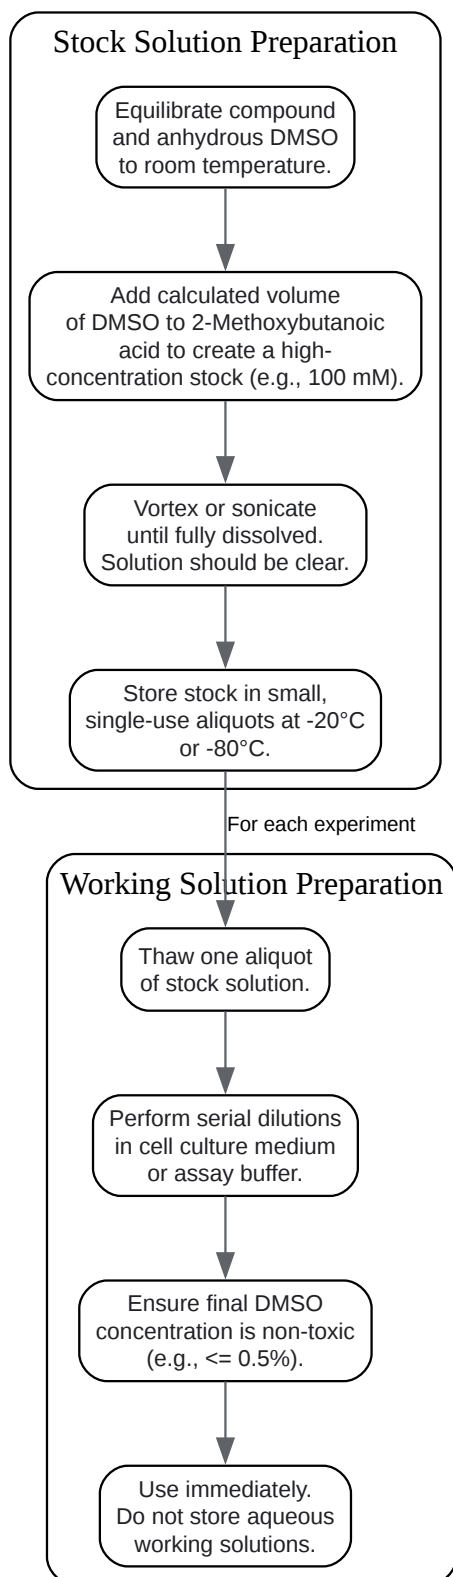 Stock Solution Preparation
Equilibrate compound
and anhydrous DMSO
to room temperature.
Add calculated volume
of DMSO to 2-Methoxybutanoic
acid to create a high-
concentration stock (e.g., 100 mM).
Vortex or sonicate
until fully dissolved.
Solution should be clear.
Store stock in small,
single-use aliquots at -20°C
or -80°C.
For each experiment
Working Solution Preparation
Thaw one aliquot
of stock solution.
Perform serial dilutions
in cell culture medium
or assay buffer.
Ensure final DMSO
concentration is non-toxic
(e.g., <= 0.5%).
Use immediately.
Do not store aqueous
working solutions.